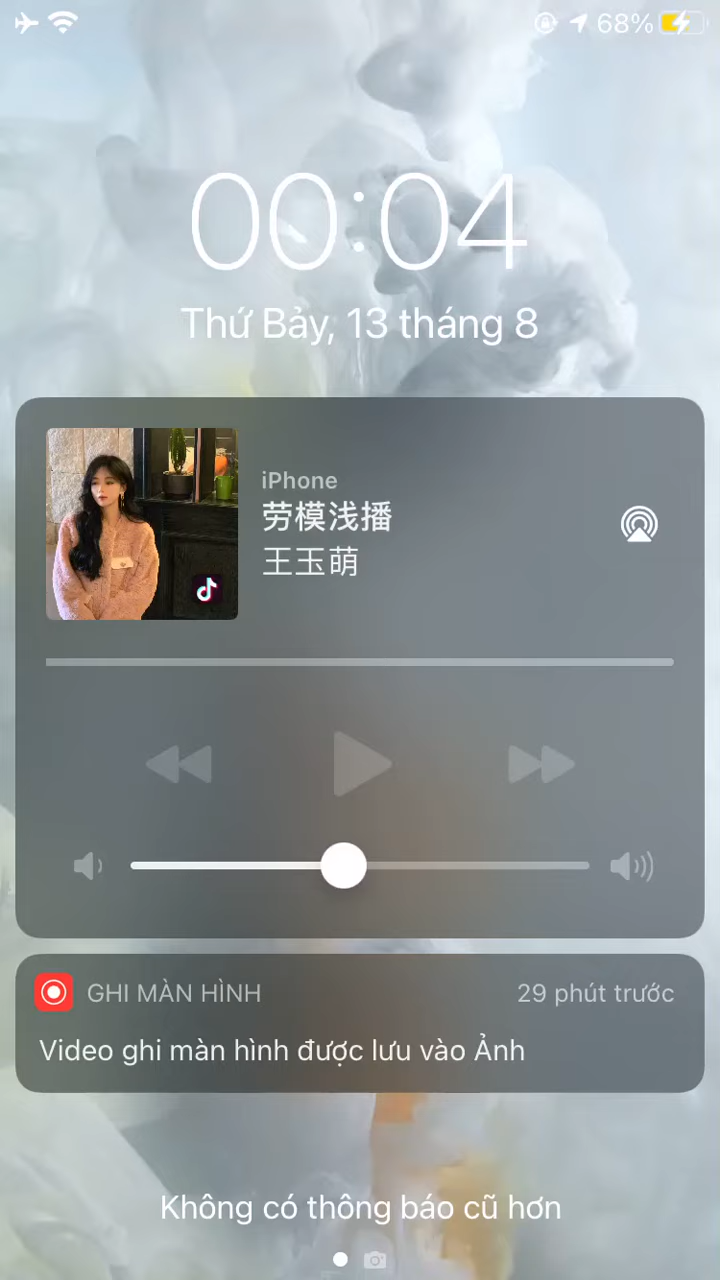 68%
00:04
Thứ Bảy, 13 tháng 8
iPhone
劳模浅播
王玉萌
GHI MÀN HÌNH
29 phút trước
Video ghi màn hình được lưu vào Ảnh
Không có thông báo cũ hơn